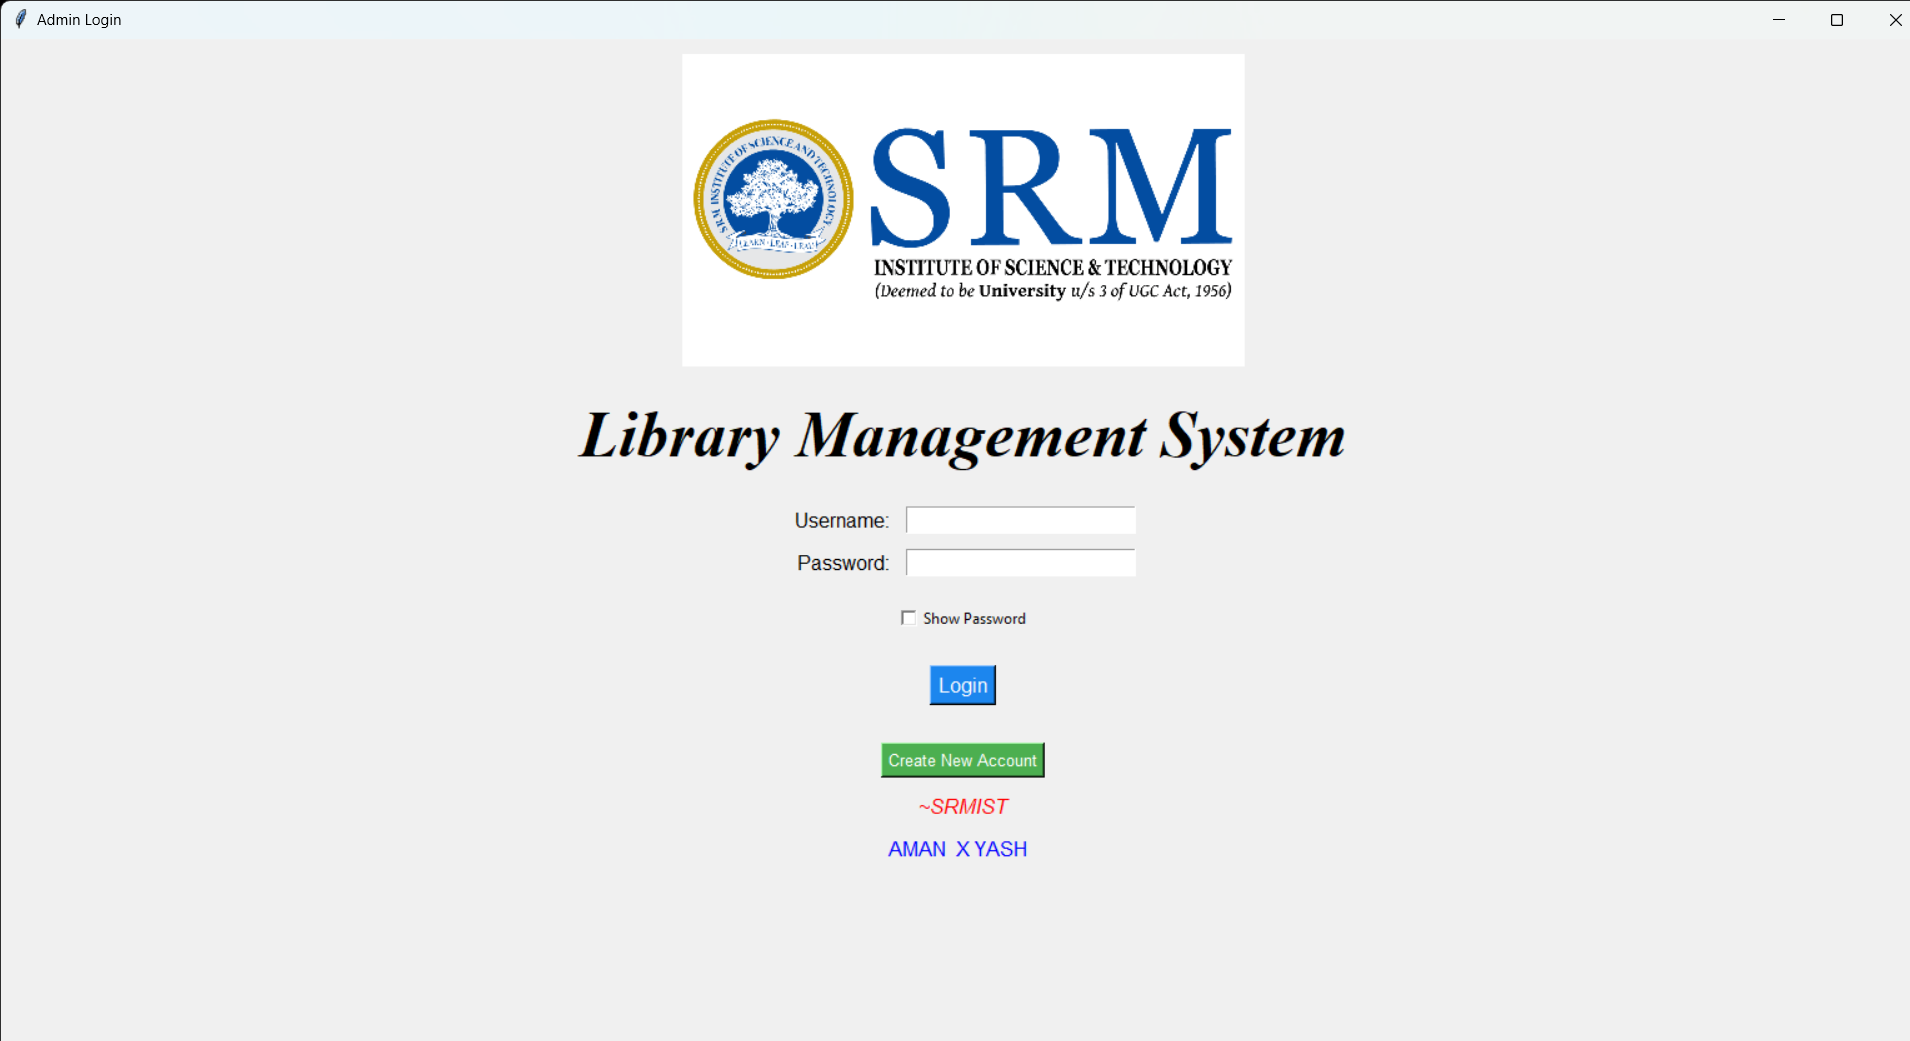 Admin Login
SRM INSTITUTE OF SCIENCE AND TECHNOLOGY
LEARN · LEAP · LEAD
SRM
INSTITUTE OF SCIENCE & TECHNOLOGY
(Deemed to be University u/s 3 of UGC Act, 1956)
Library Management System
Username:
Password:
Show Password
Login
Create New Account
~SRMIST
AMAN X YASH